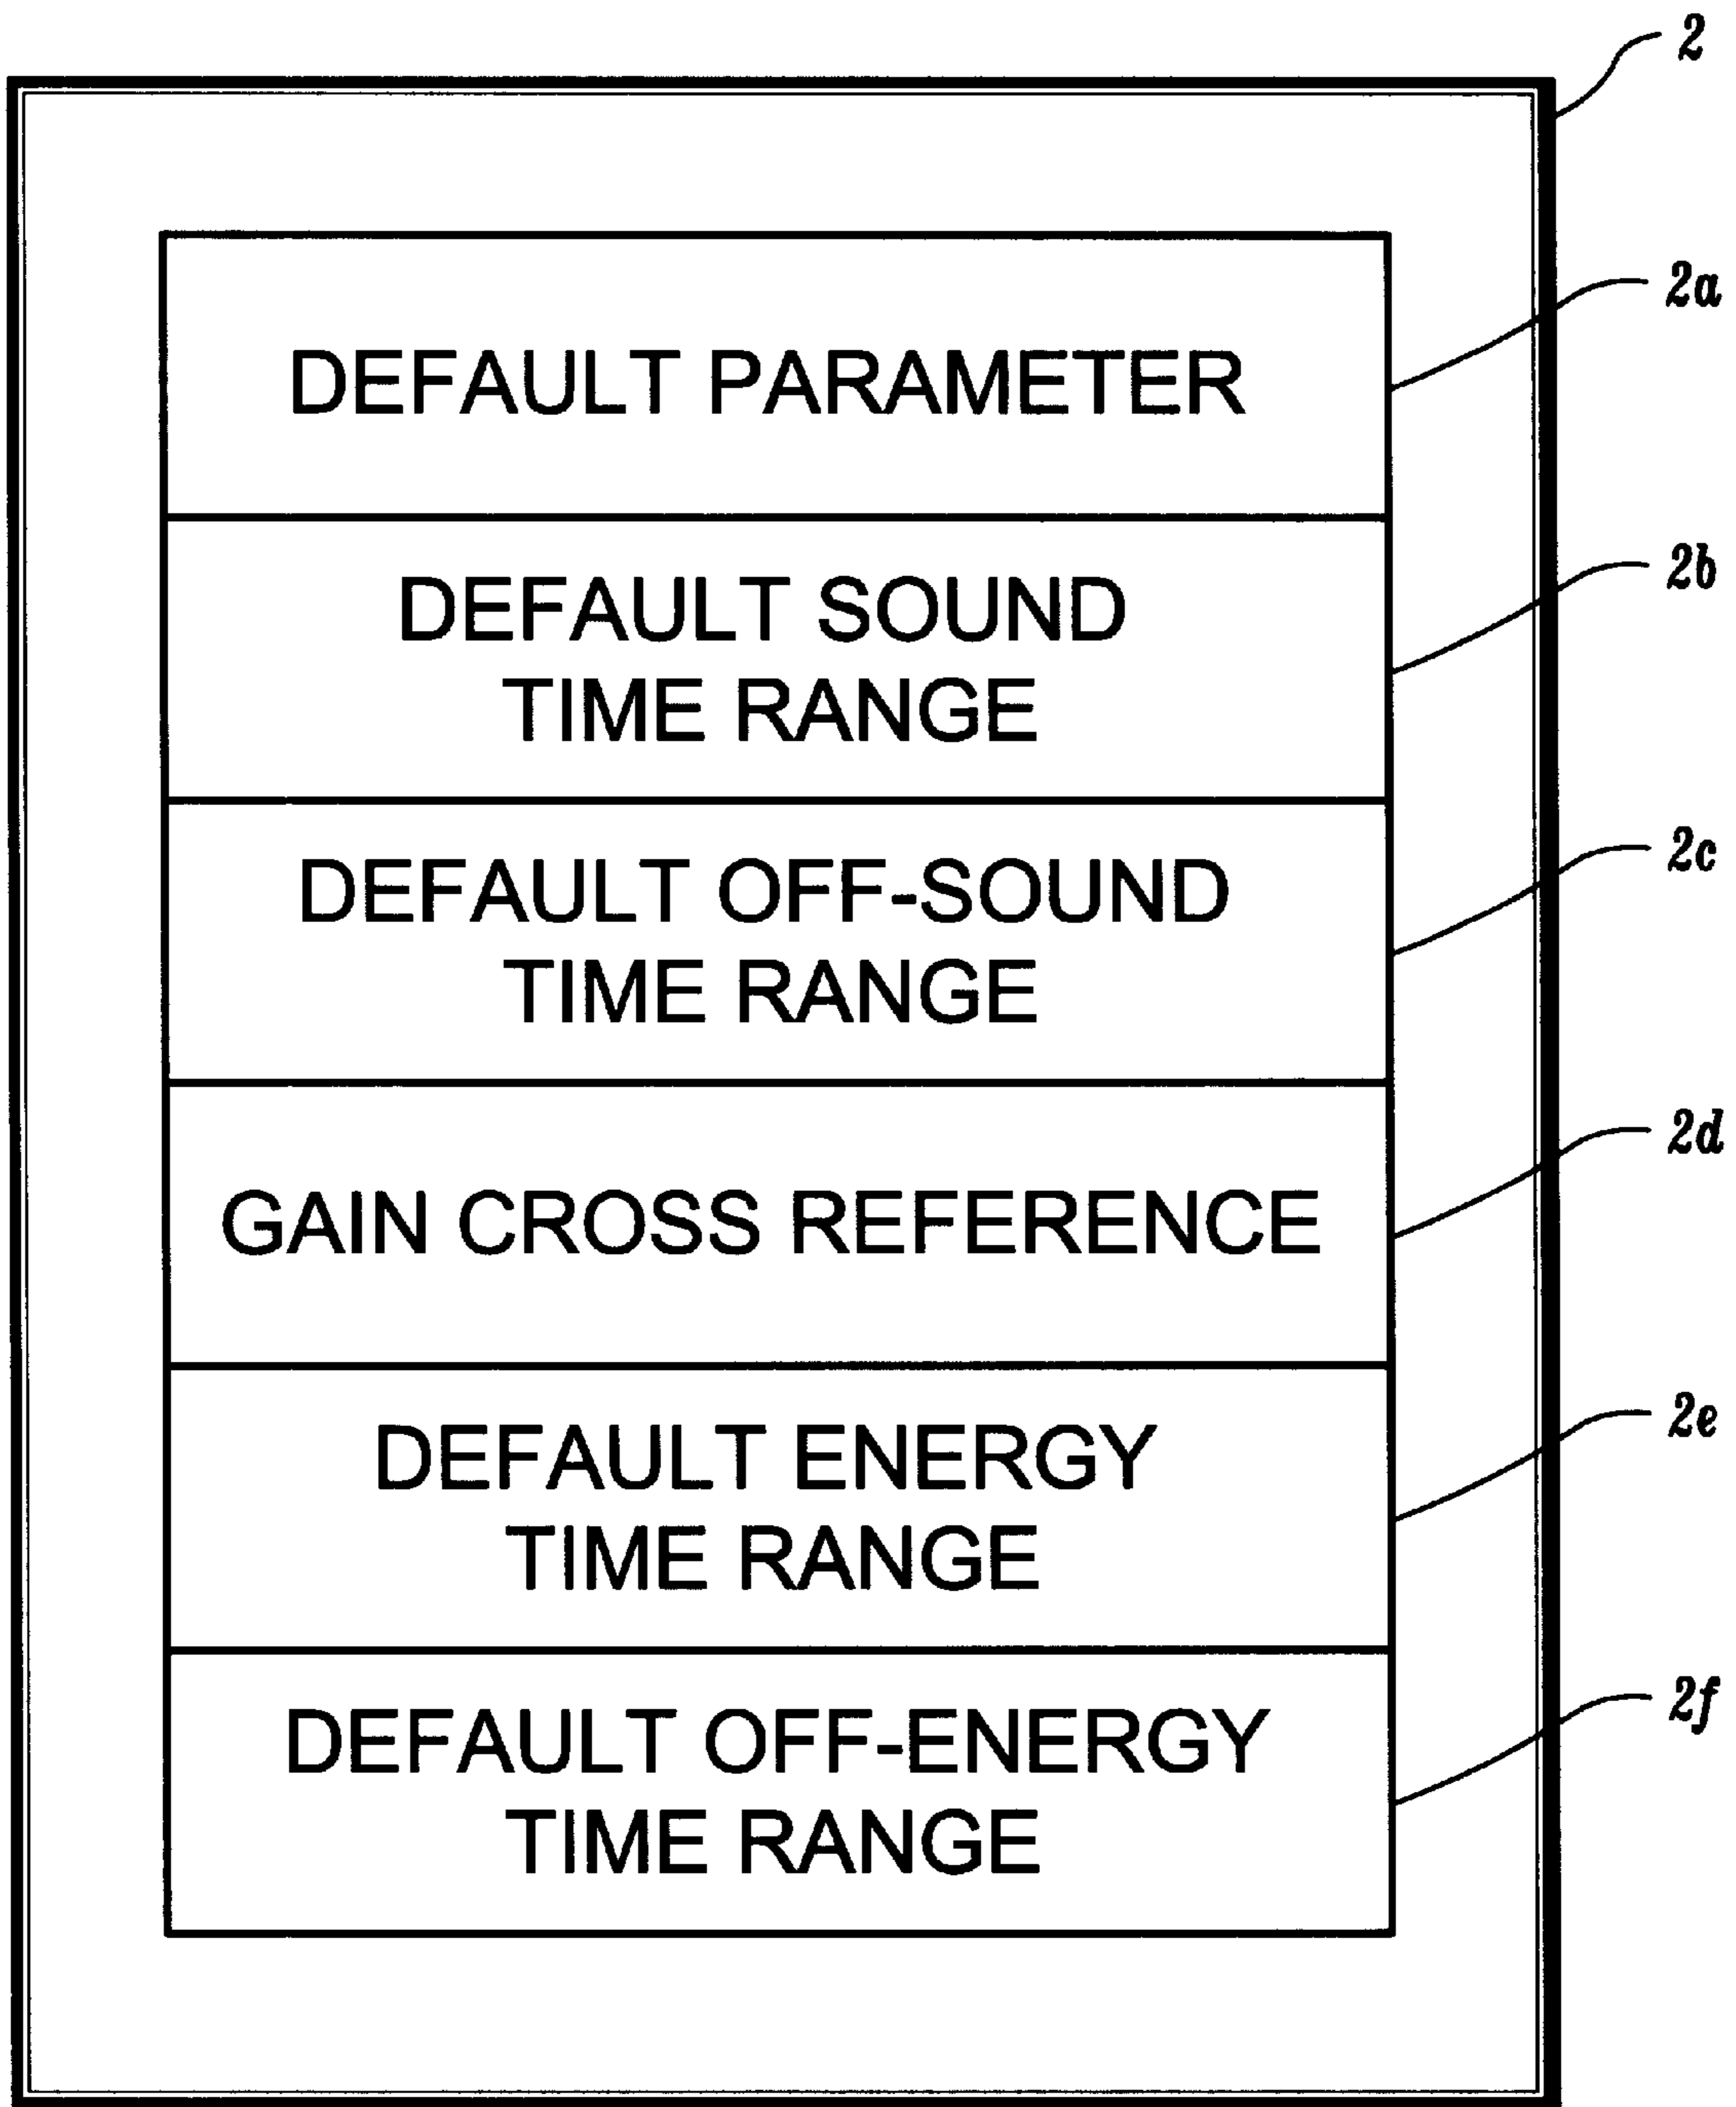 2
2a
DEFAULT PARAMETER
2b
DEFAULT SOUND
TIME RANGE
2c
DEFAULT OFF-SOUND
TIME RANGE
2d
GAIN CROSS REFERENCE
2e
DEFAULT ENERGY
TIME RANGE
2f
DEFAULT OFF-ENERGY
TIME RANGE